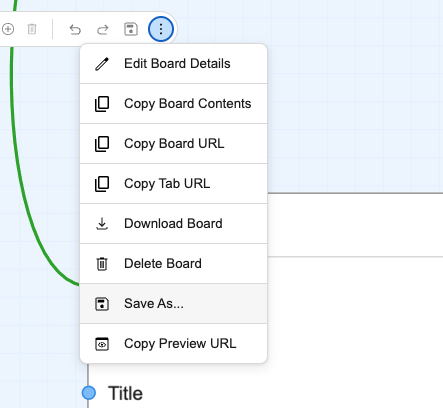 Edit Board Details
Copy Board Contents
Copy Board URL
Copy Tab URL
Download Board
Delete Board
Save As...
Copy Preview URL
Title